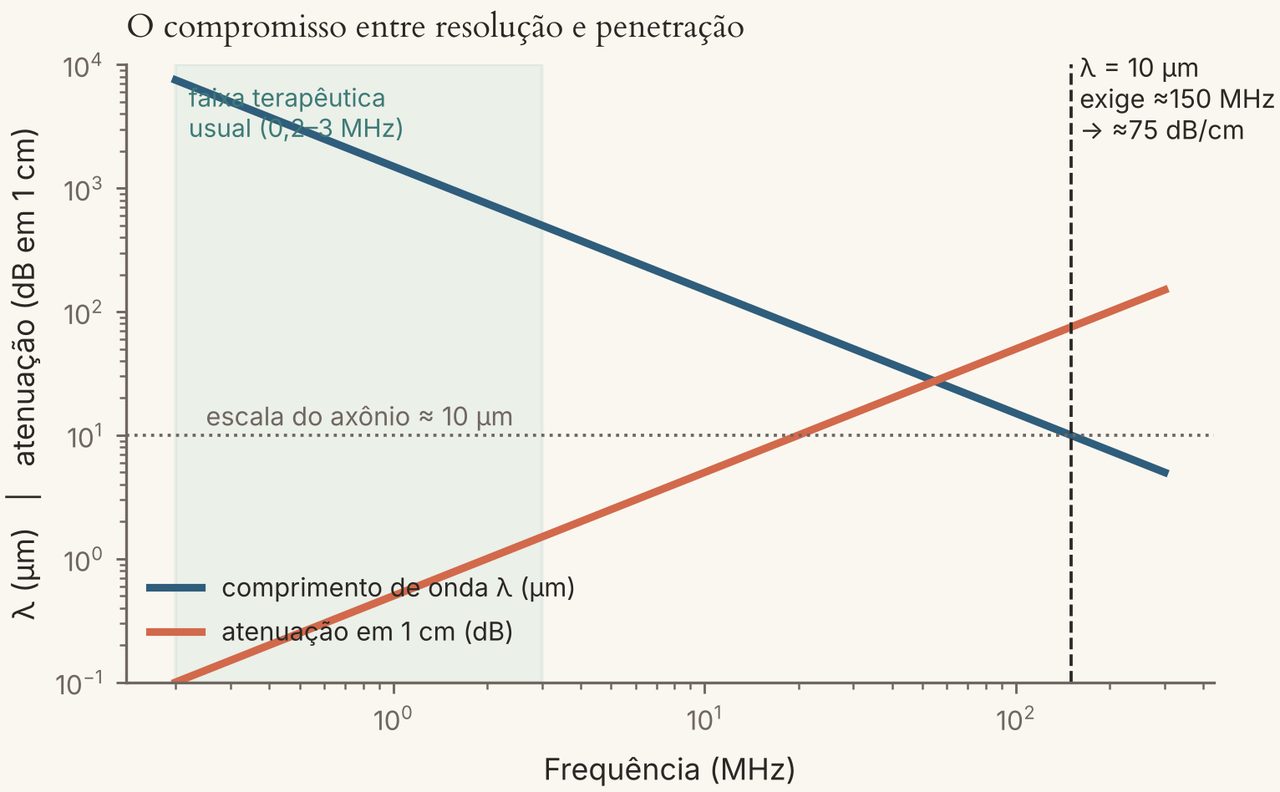 O compromisso entre resolução e penetração
λ = 10 µm
exige ≈150 MHz
→ ≈75 dB/cm
faixa terapêutica
usual (0,2–3 MHz)
escala do axônio ≈ 10 µm
comprimento de onda λ (µm)
atenuação em 1 cm (dB)
λ (µm) | atenuação (dB em 1 cm)
10⁴
10³
10²
10¹
10⁰
10⁻¹
10⁰ 10¹ 10²
Frequência (MHz)